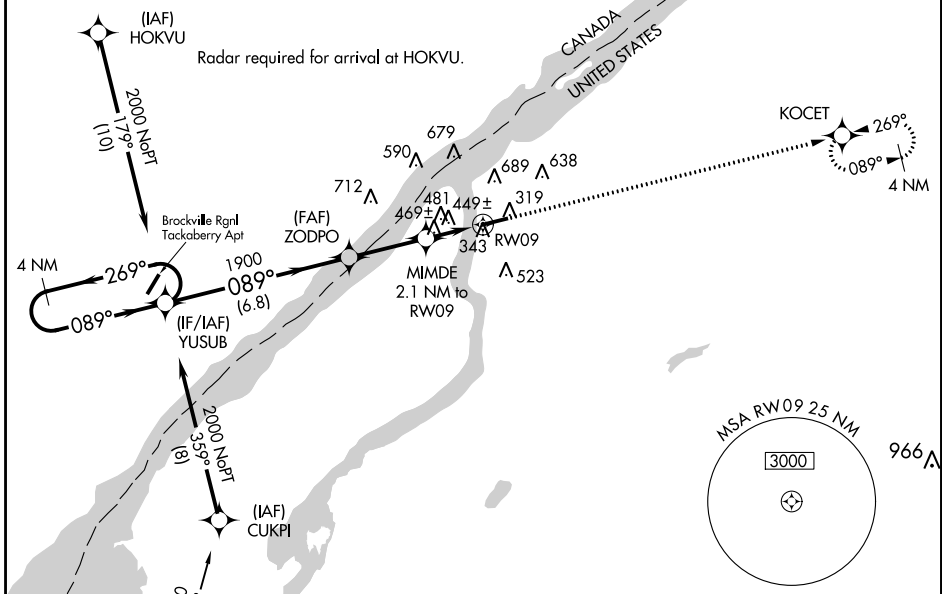 (IAF)
HOKVU
Radar required for arrival at HOKVU.
CANADA
UNITED STATES
2000 NoPT
179°
(10)
KOCET
269°
089°
4 NM
679
590
712
689
638
481
449±
469±
319
343
RW09
523
(FAF)
ZODPO
MIMDE
2.1 NM to
RW09
Brockville Rgnl
Tackaberry Apt
4 NM
269°
089°
1900
089°
(6.8)
(IF/IAF)
YUSUB
2000 NoPT
359°
(8)
(IAF)
CUKPI
MSA RW09 25 NM
3000
966